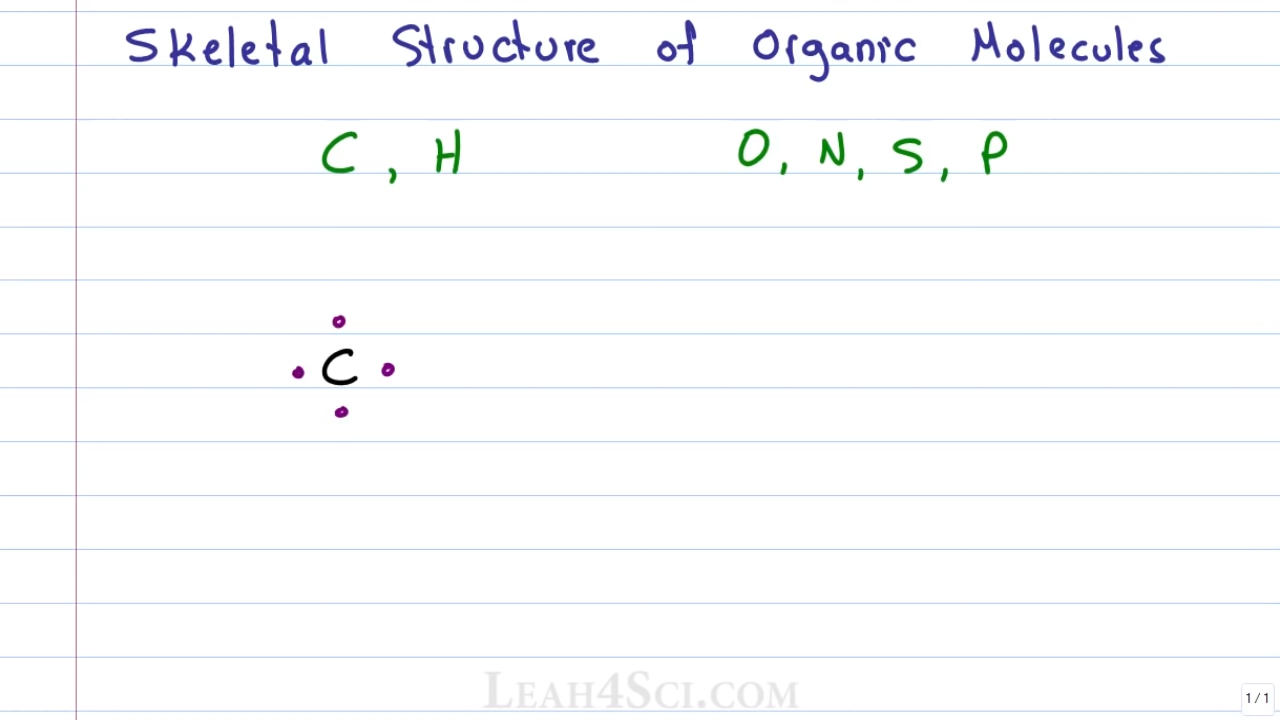 Skeletal Structure of Organic Molecules
C, H O, N, S, P
C
LEAH4SCI.COM
1/1